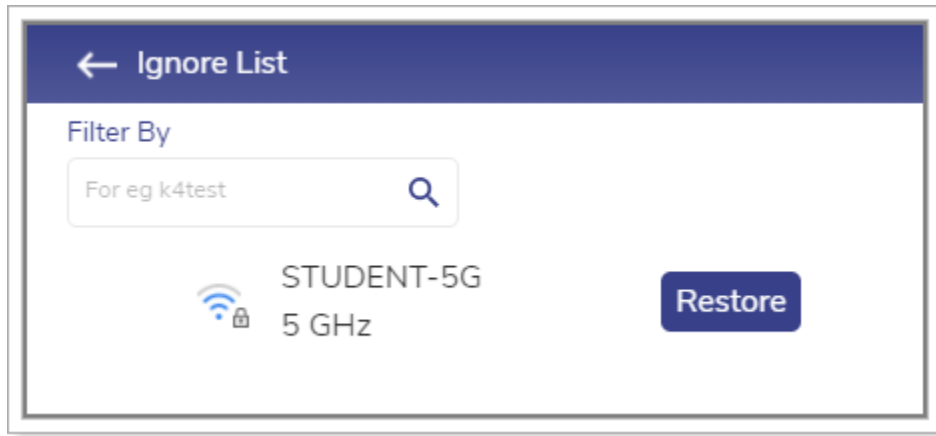 Ignore List
Filter By
For eg k4test
STUDENT-5G
5 GHz
Restore